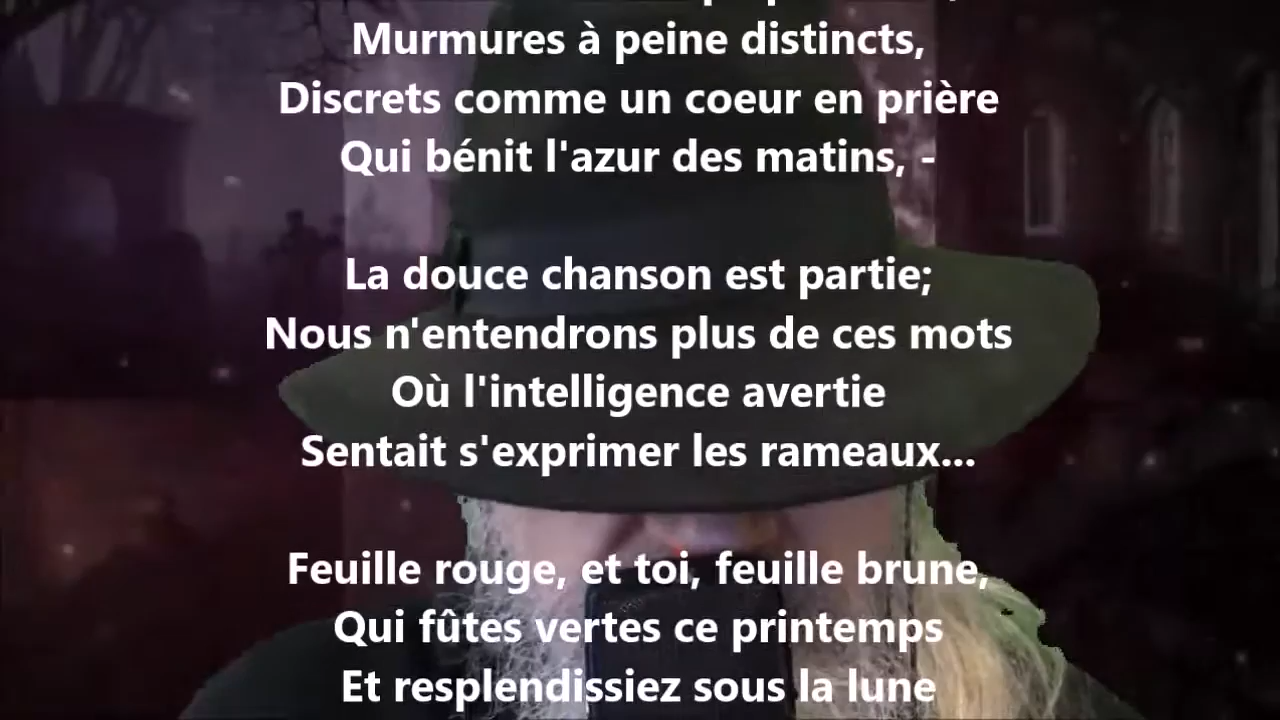 Murmures à peine distincts,
Discrets comme un coeur en prière
Qui bénit l'azur des matins, -
La douce chanson est partie;
Nous n'entendrons plus de ces mots
Où l'intelligence avertie
Sentait s'exprimer les rameaux...
Feuille rouge, et toi, feuille brune,
Qui fûtes vertes ce printemps
Et resplendissiez sous la lune